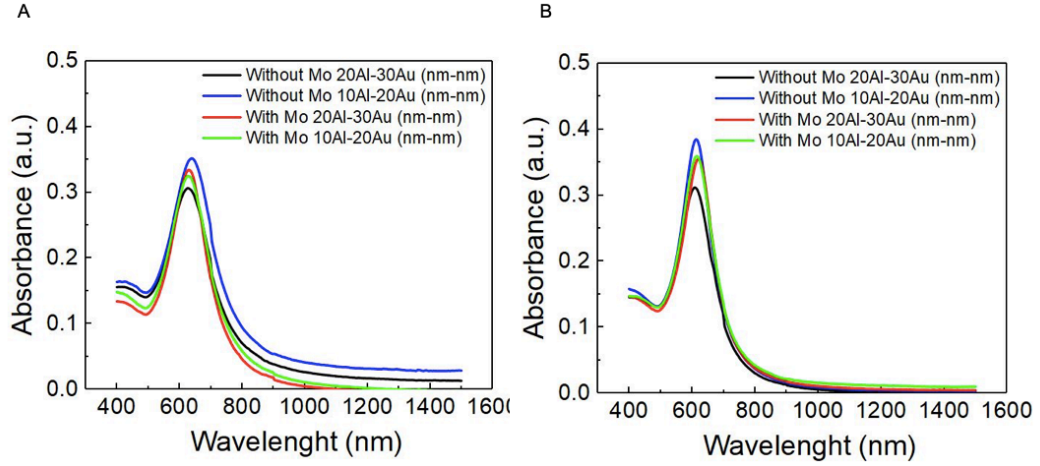 A
Absorbance (a.u.)
0.5
0.4
0.3
0.2
0.1
0.0
Without Mo 20Al-30Au (nm-nm)
Without Mo 10Al-20Au (nm-nm)
With Mo 20Al-30Au (nm-nm)
With Mo 10Al-20Au (nm-nm)
400 600 800 1000 1200 1400 1600
Wavelenght (nm)
B
Absorbance (a.u.)
0.5
0.4
0.3
0.2
0.1
0.0
Without Mo 20Al-30Au (nm-nm)
Without Mo 10Al-20Au (nm-nm)
With Mo 20Al-30Au (nm-nm)
With Mo 10Al-20Au (nm-nm)
400 600 800 1000 1200 1400 1600
Wavelenght (nm)